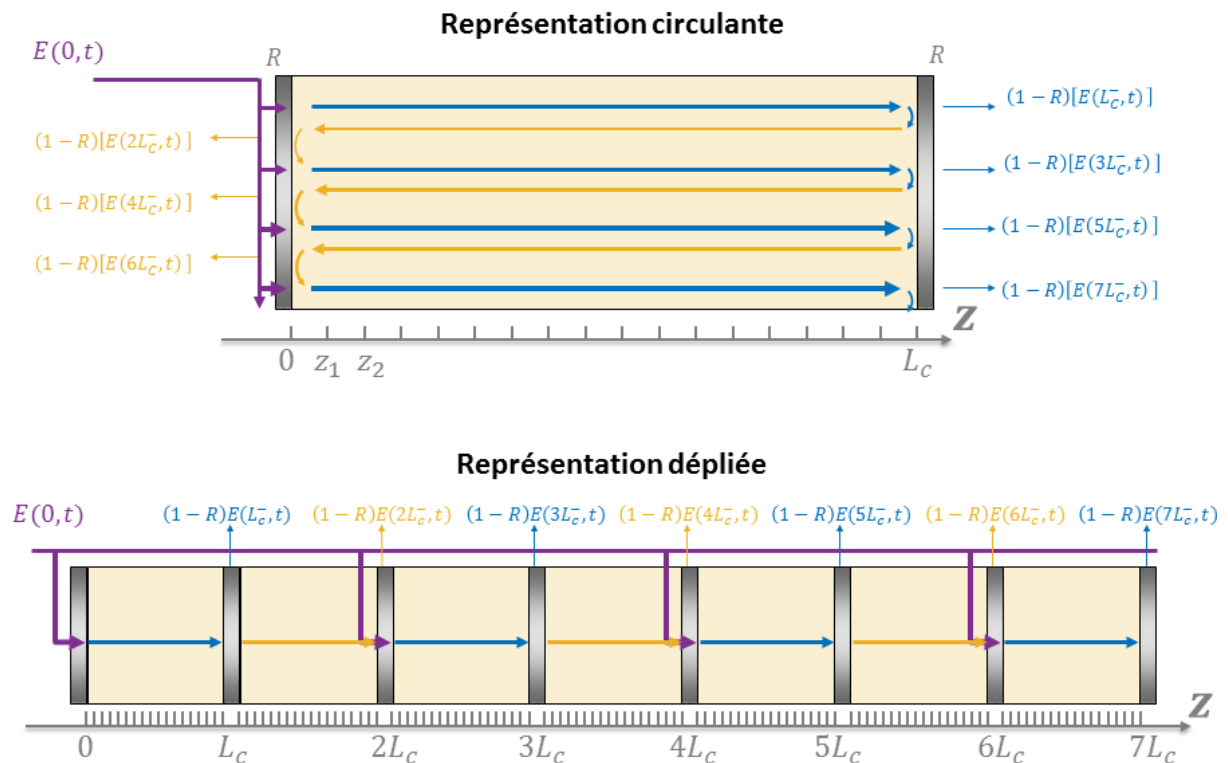 Représentation circulante
E(0,t)
R
R
(1 − R)[E(L_C^-, t)]
(1 − R)[E(2L_C^-, t) ]
(1 − R)[E(3L_C^-, t) ]
(1 − R)[E(4L_C^-, t) ]
(1 − R)[E(5L_C^-, t) ]
(1 − R)[E(6L_C^-, t) ]
(1 − R)[E(7L_C^-, t) ]
Z
0 z_1 z_2 L_c
Représentation dépliée
E(0,t)
(1 − R)E(L_c^-, t) (1 − R)E(2L_c^-, t) (1 − R)E(3L_c^-, t) (1 − R)E(4L_c^-, t) (1 − R)E(5L_c^-, t) (1 − R)E(6L_c^-, t) (1 − R)E(7L_c^-, t)
Z
0 L_c 2L_c 3L_c 4L_c 5L_c 6L_c 7L_c